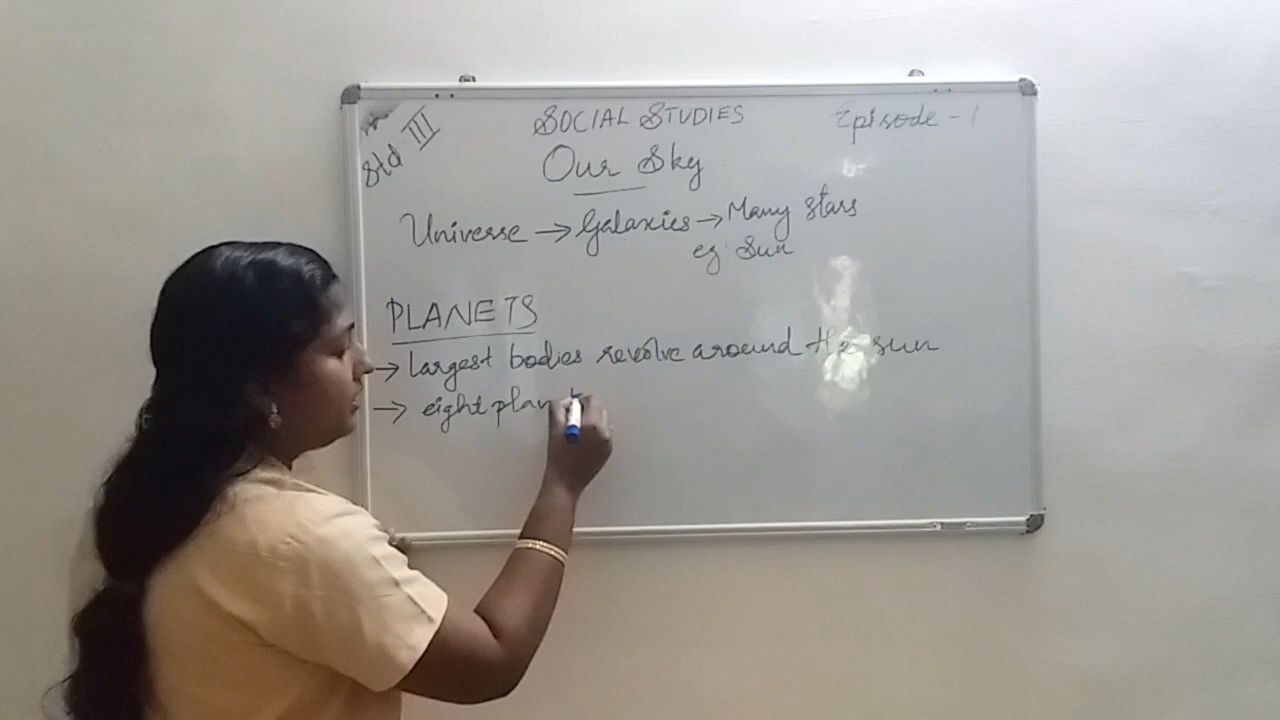 Std III
SOCIAL STUDIES
Episode - 1
Our Sky
Universe → Galaxies → Many stars
eg: Sun
PLANETS
→ largest bodies revolve around the sun
→ eight plan